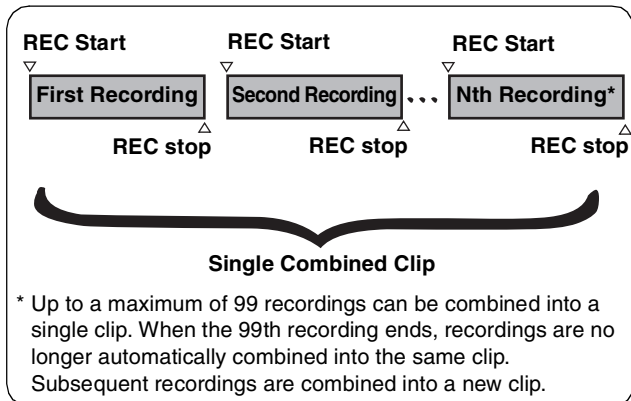 REC Start REC Start REC Start
First Recording Second Recording ... Nth Recording*
REC stop REC stop REC stop
Single Combined Clip
* Up to a maximum of 99 recordings can be combined into a
single clip. When the 99th recording ends, recordings are no
longer automatically combined into the same clip.
Subsequent recordings are combined into a new clip.